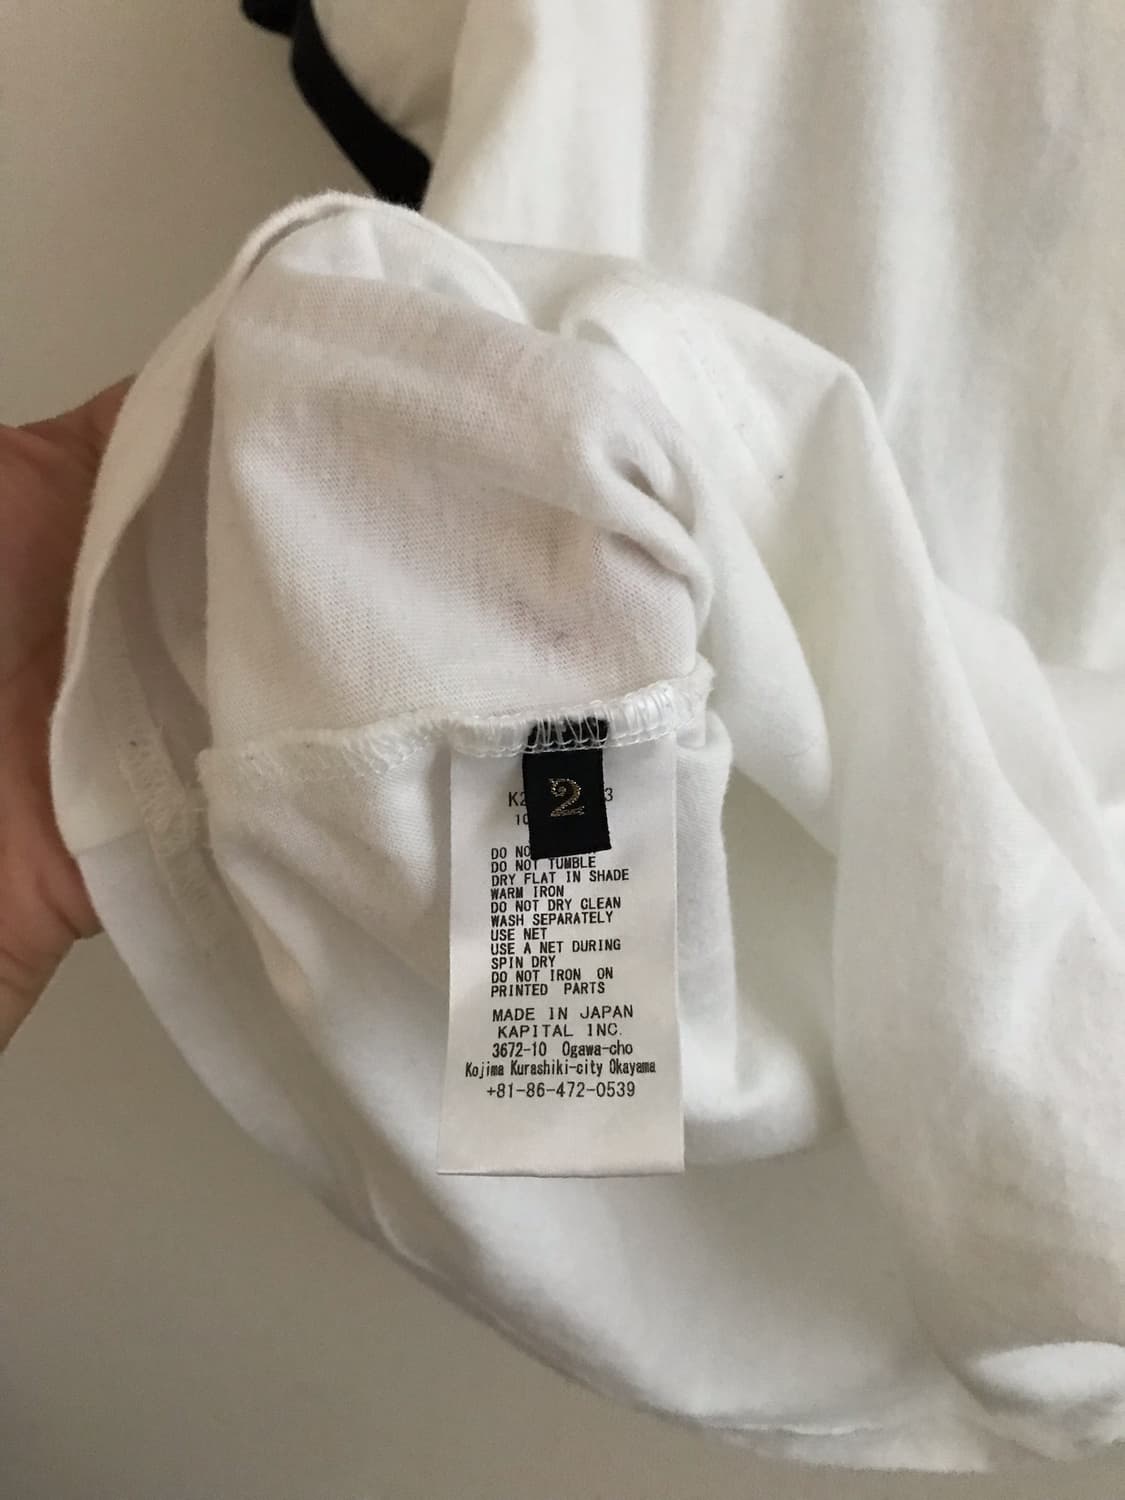 2
DO
DO NOT TUMBLE
DRY FLAT IN SHADE
WARM IRON
DO NOT DRY CLEAN
WASH SEPARATELY
USE NET
USE A NET DURING
SPIN DRY
DO NOT IRON ON
PRINTED PARTS
MADE IN JAPAN
KAPITAL INC.
3672-10 Ogawa-cho
Kojima Kurashiki-city Okayama
+81-86-472-0539